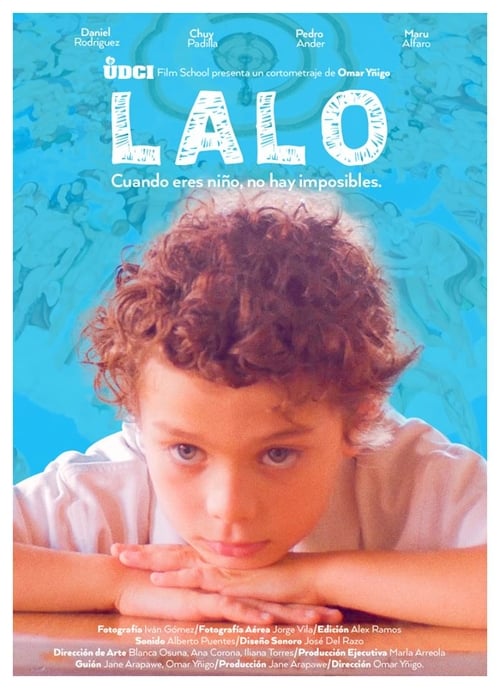 Daniel Rodriguez
Chuy Padilla
Pedro Ander
Maru Alfaro
UDCI Film School presenta un cortometraje de Omar Yñigo
LALO
Cuando eres niño, no hay imposibles.
Fotografía Iván Gómez/Fotografía Aérea Jorge Vila/Edición Alex Ramos
Sonido Alberto Puentes/Diseño Sonoro José Del Razo
Dirección de Arte Blanca Osuna, Ana Corona, Iliana Torres/Producción Ejecutiva María Arreola
Guión Jane Arapawe, Omar Yñigo/Producción Jane Arapawe/Dirección Omar Yñigo.